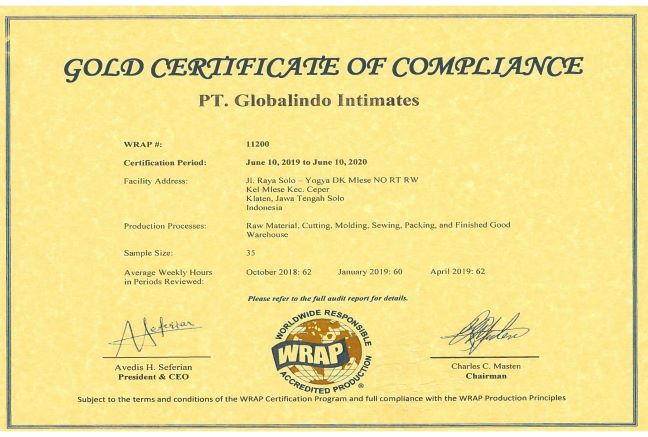 GOLD CERTIFICATE OF COMPLIANCE
PT. Globalindo Intimates
WRAP #: 11200
Certification Period: June 10, 2019 to June 10, 2020
Facility Address: Jl. Raya Solo – Yogya DK Mlese NO RT RW
Kel Mlese Kec. Ceper
Klaten, Jawa Tengah Solo
Indonesia
Production Processes: Raw Material, Cutting, Molding, Sewing, Packing, and Finished Good
Warehouse
Sample Size: 35
Average Weekly Hours October 2018: 62 January 2019: 60 April 2019: 62
in Periods Reviewed:
Please refer to the full audit report for details.
WORLDWIDE RESPONSIBLE
WRAP
ACCREDITED PRODUCTION
®
Avedis H. Seferian
President & CEO
Charles C. Masten
Chairman
Subject to the terms and conditions of the WRAP Certification Program and full compliance with the WRAP Production Principles